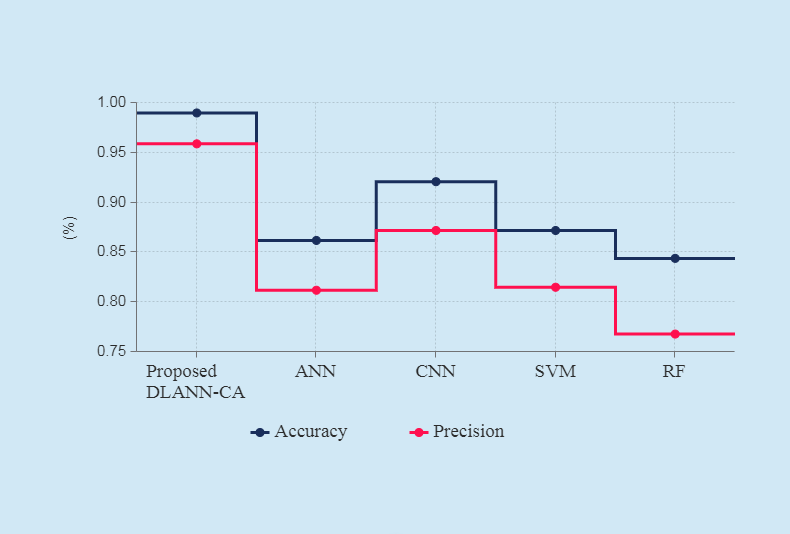 1.00
0.95
0.90
0.85
0.80
0.75
(%)
Proposed
DLANN-CA
ANN
CNN
SVM
RF
Accuracy
Precision